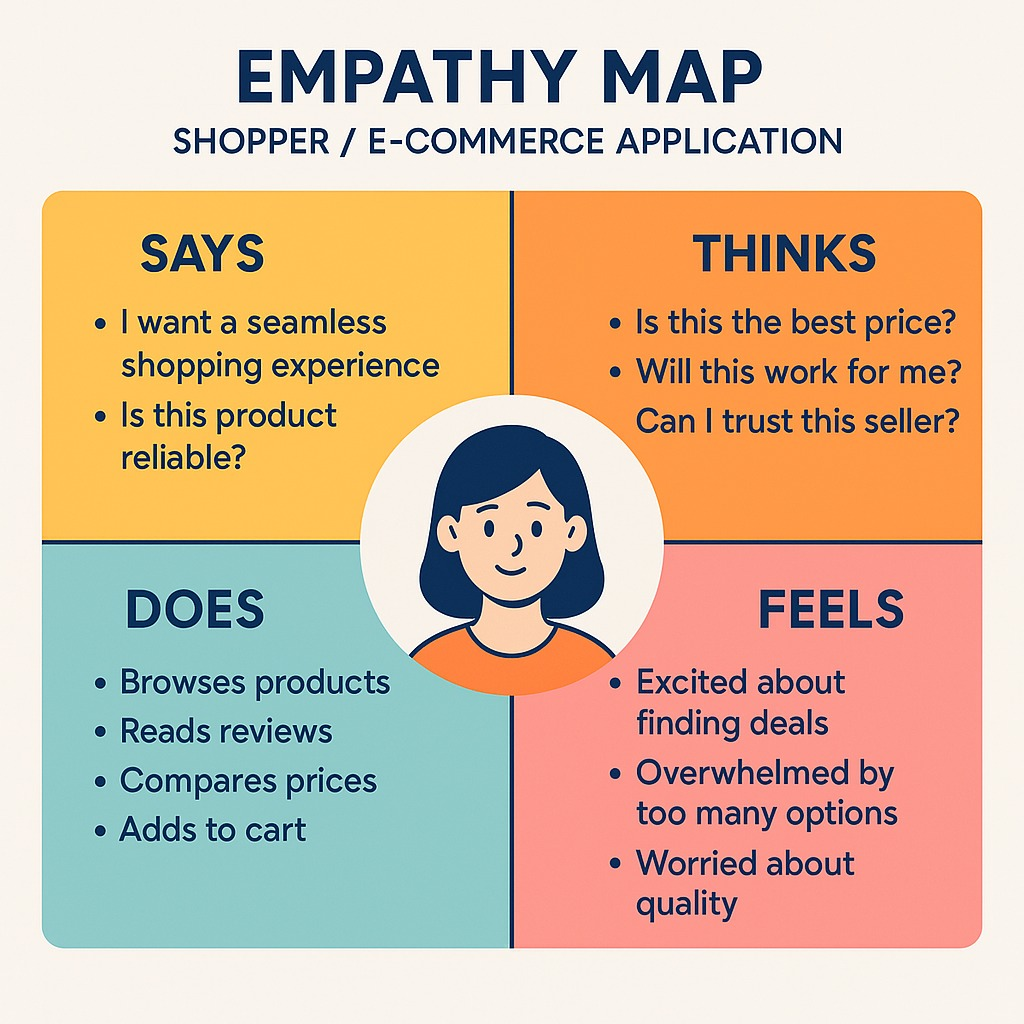 EMPATHY MAP
SHOPPER / E-COMMERCE APPLICATION
SAYS
• I want a seamless
shopping experience
• Is this product
reliable?
THINKS
• Is this the best price?
• Will this work for me?
Can I trust this seller?
DOES
• Browses products
• Reads reviews
• Compares prices
• Adds to cart
FEELS
• Excited about
finding deals
• Overwhelmed by
too many options
• Worried about
quality